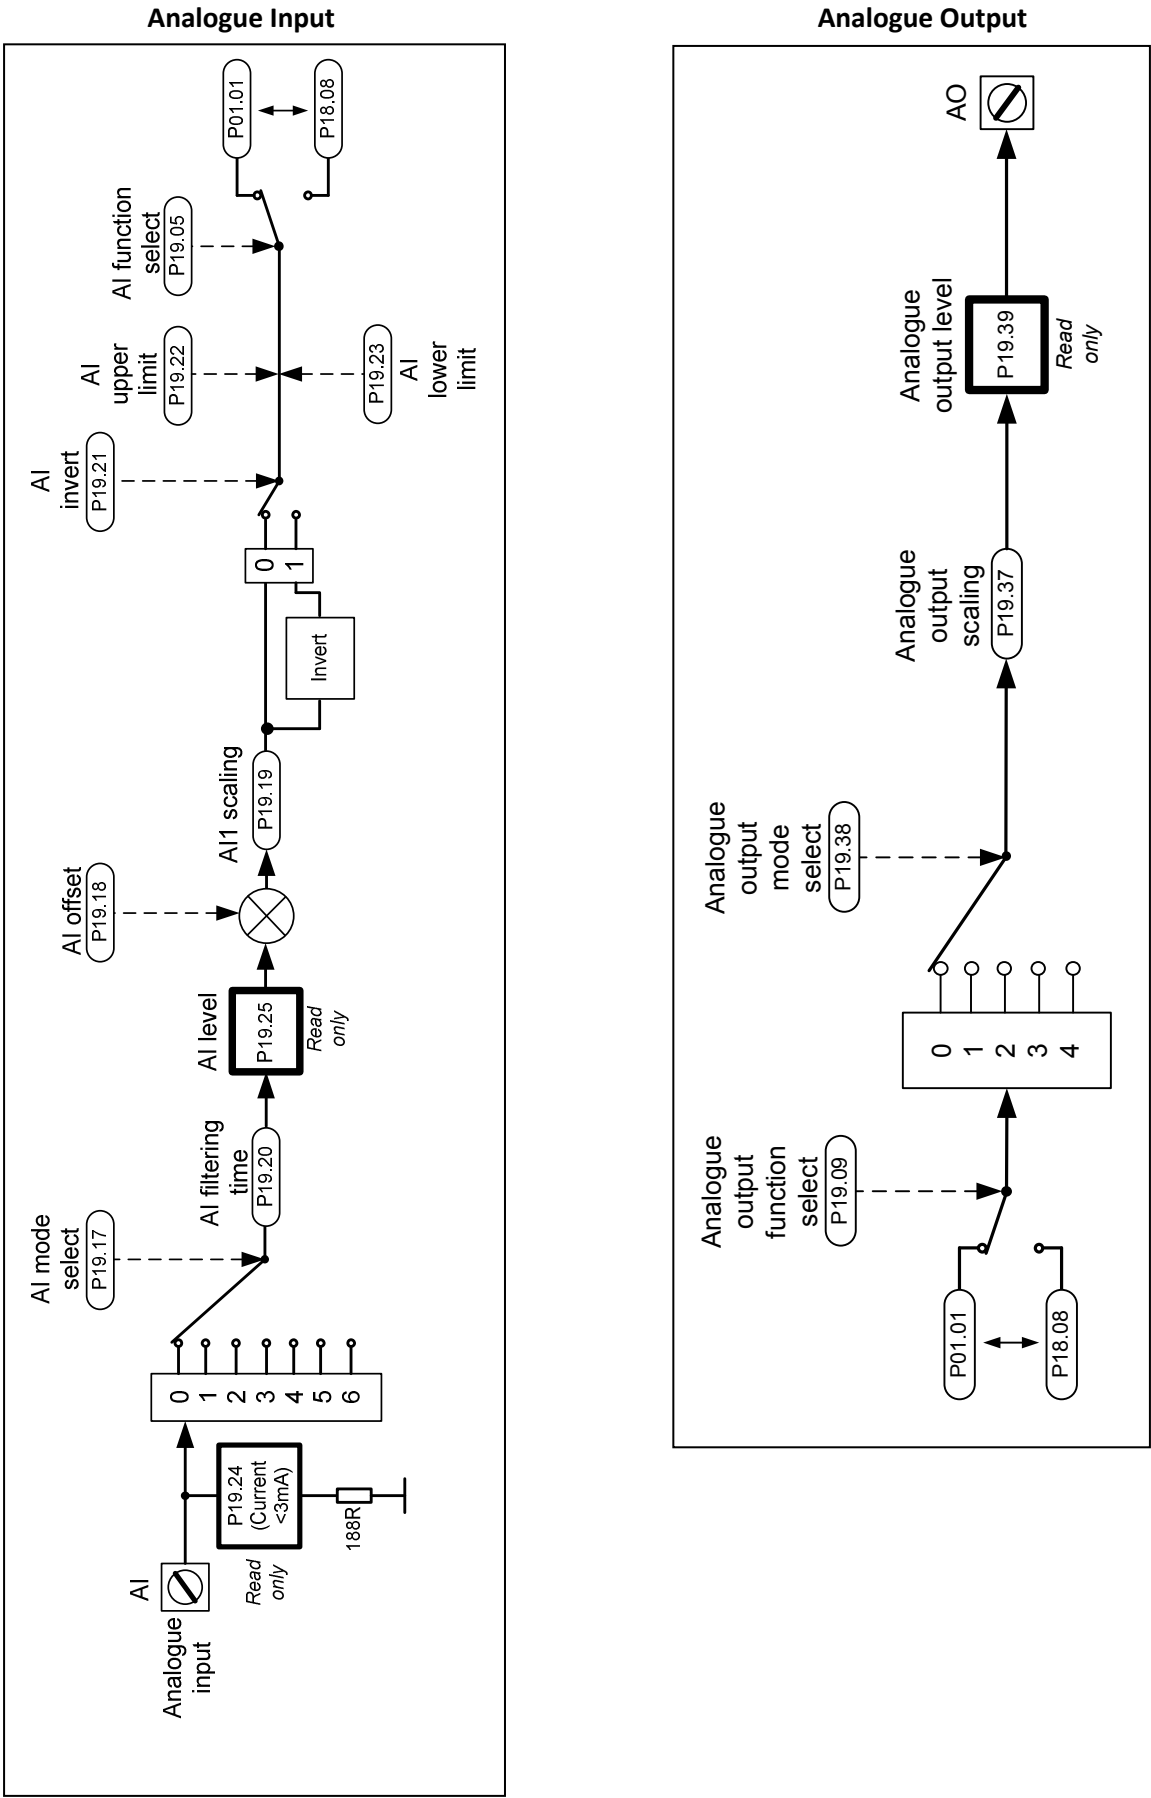 Analogue Input
Analogue
input
AI
P19.24
(Current
<3mA)
Read
only
188R
0
1
2
3
4
5
6
AI mode
select
P19.17
AI filtering
time
P19.20
AI level
P19.25
Read
only
AI offset
P19.18
AI1 scaling
P19.19
Invert
0
1
AI
invert
P19.21
AI
upper
limit
P19.22
P19.23
AI
lower
limit
AI function
select
P19.05
P01.01
P18.08
Analogue Output
P01.01
P18.08
Analogue
output
function
select
P19.09
0
1
2
3
4
Analogue
output
mode
select
P19.38
Analogue
output
scaling
P19.37
Analogue
output level
P19.39
Read
only
AO